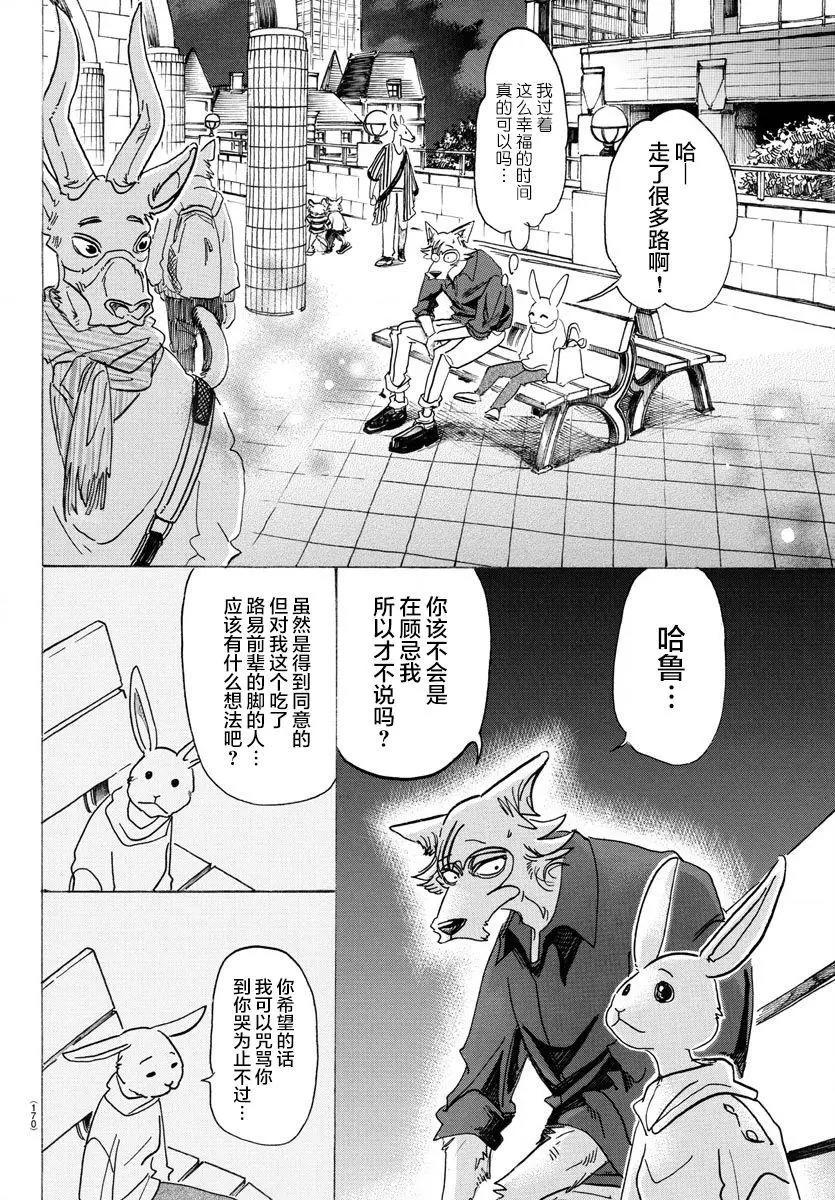 哈—
走了很多路啊！
我过着
这么幸福的时间
真的可以吗…
哈鲁…
你该不会是
在顾忌我
所以才不说吗？
虽然是得到同意的
但对我这个吃了
路易前辈的脚的人…
应该有什么想法吧？
你希望的话
我可以咒骂你
到你哭为止不过…
(170)